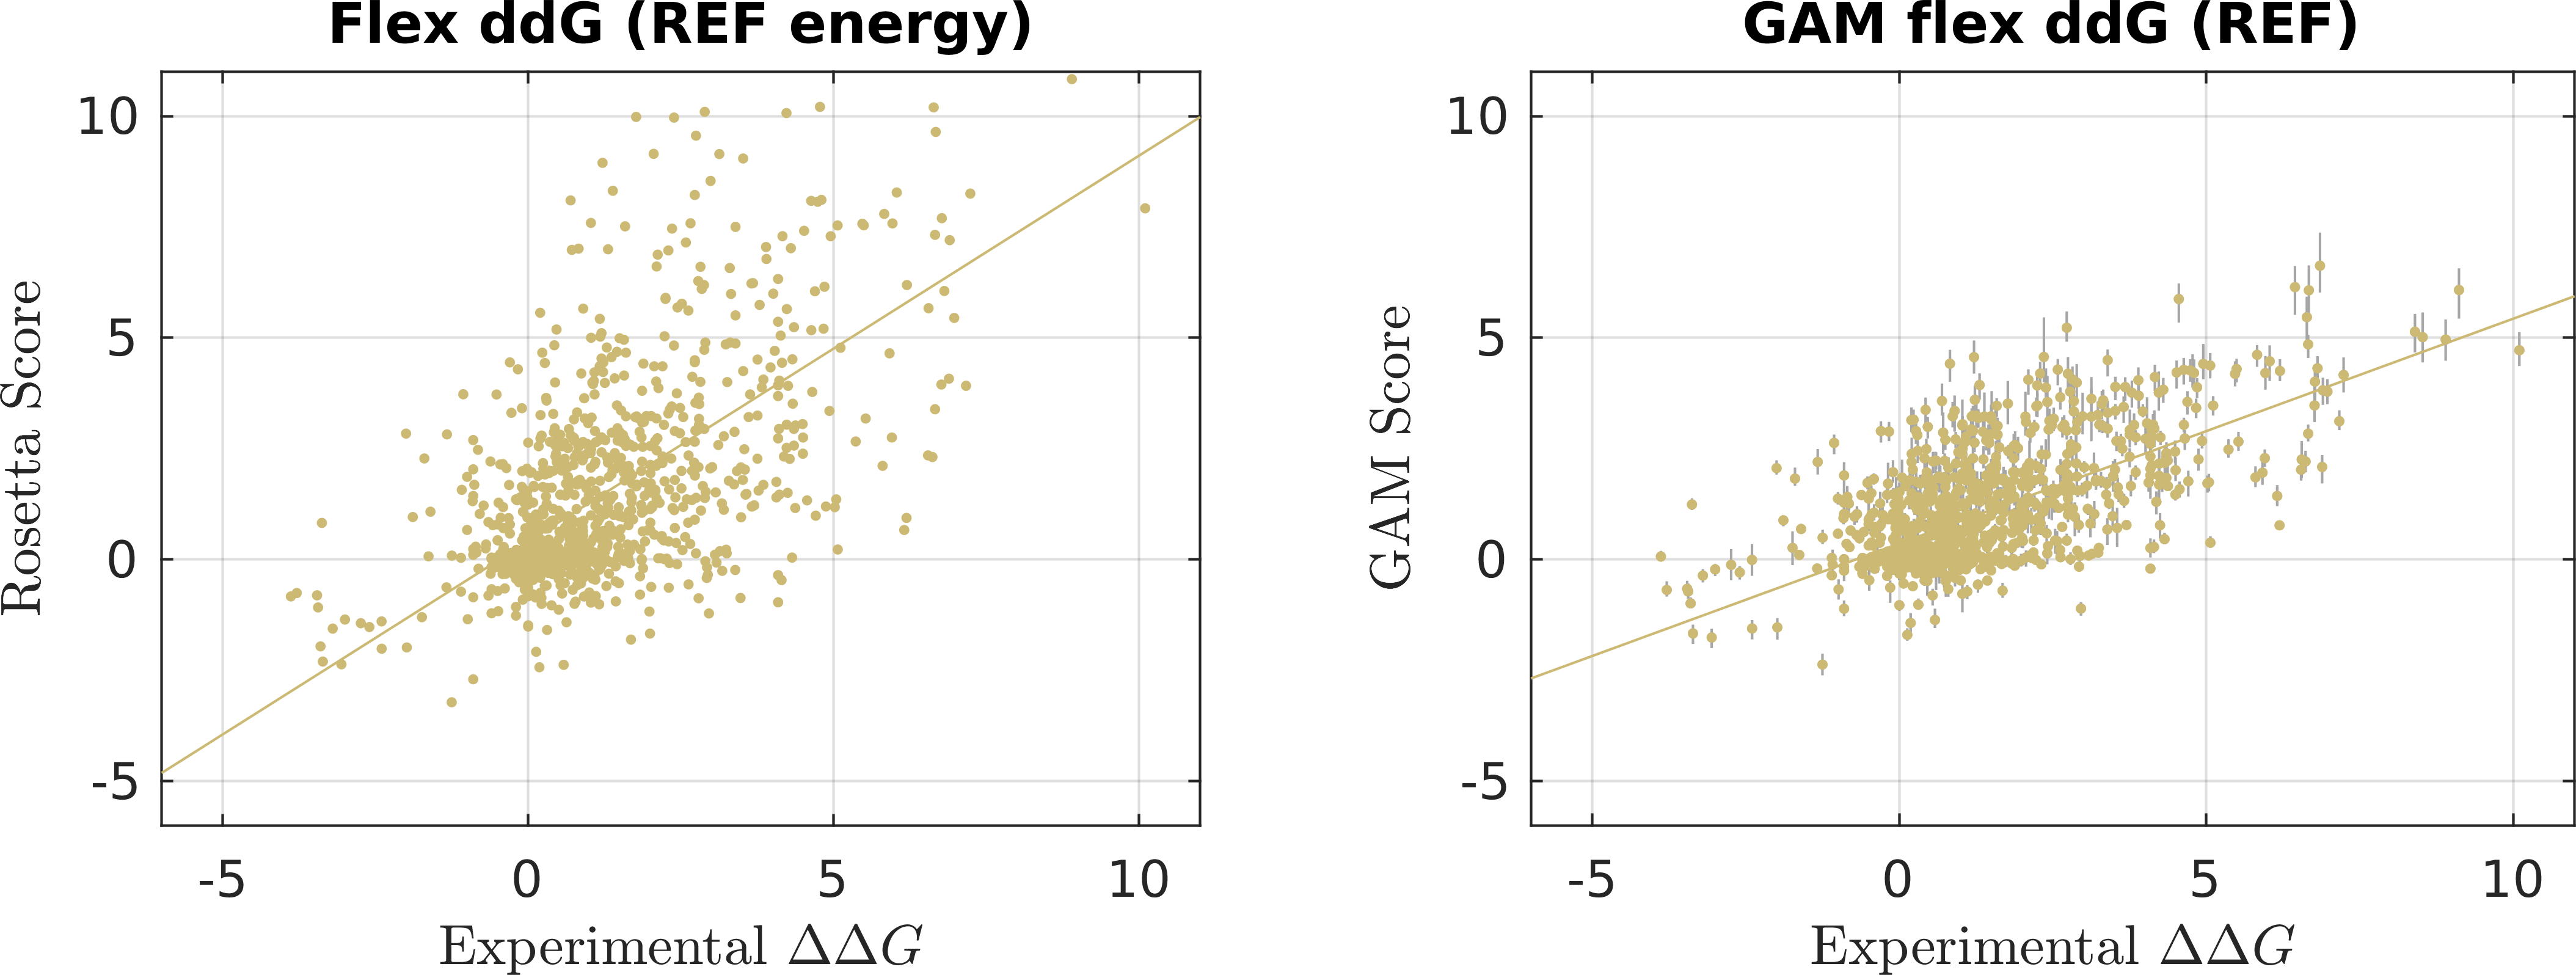 Flex ddG (REF energy)
Rosetta Score
10
5
0
-5
-5 0 5 10
Experimental ΔΔG
GAM flex ddG (REF)
GAM Score
10
5
0
-5
-5 0 5 10
Experimental ΔΔG